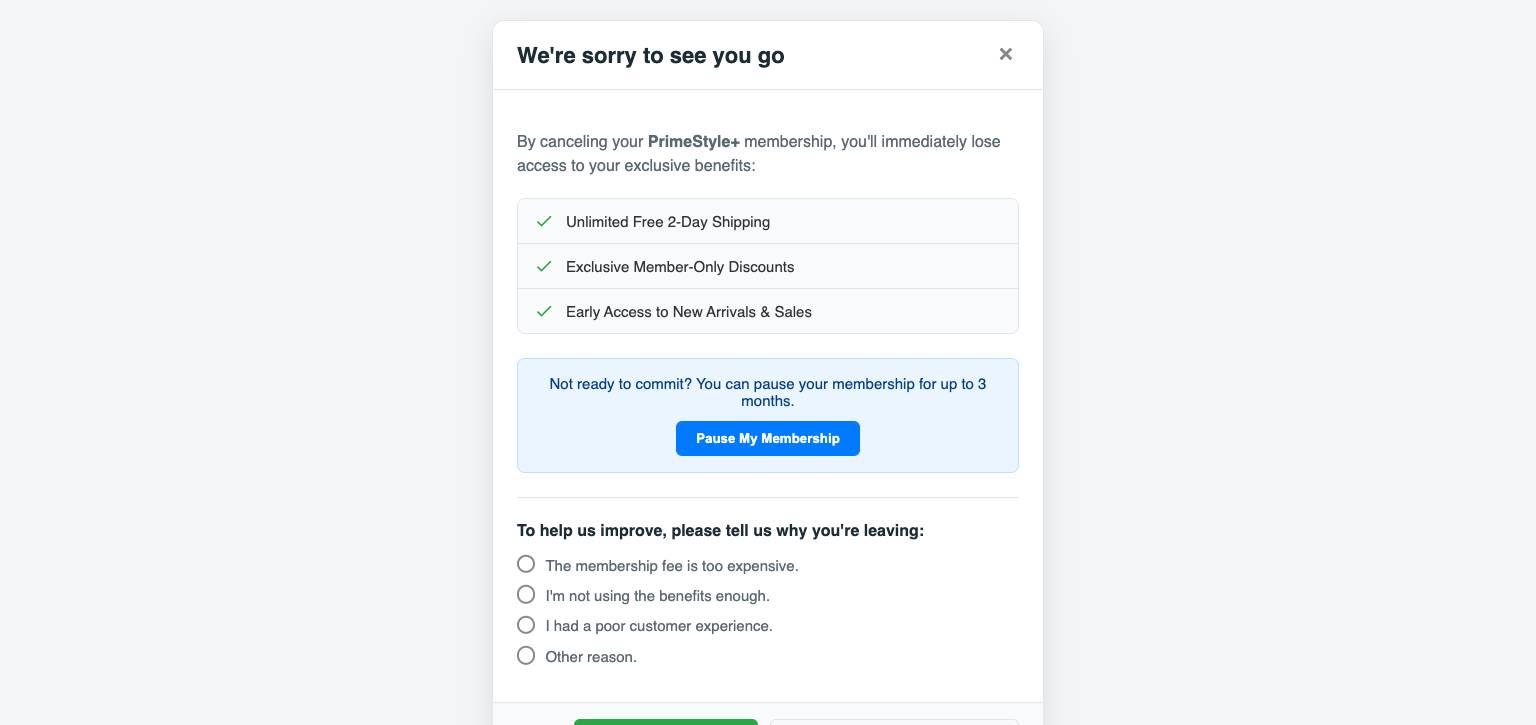 We're sorry to see you go
By canceling your PrimeStyle+ membership, you'll immediately lose
access to your exclusive benefits:
Unlimited Free 2-Day Shipping
Exclusive Member-Only Discounts
Early Access to New Arrivals & Sales
Not ready to commit? You can pause your membership for up to 3
months.
Pause My Membership
To help us improve, please tell us why you're leaving:
The membership fee is too expensive.
I'm not using the benefits enough.
I had a poor customer experience.
Other reason.